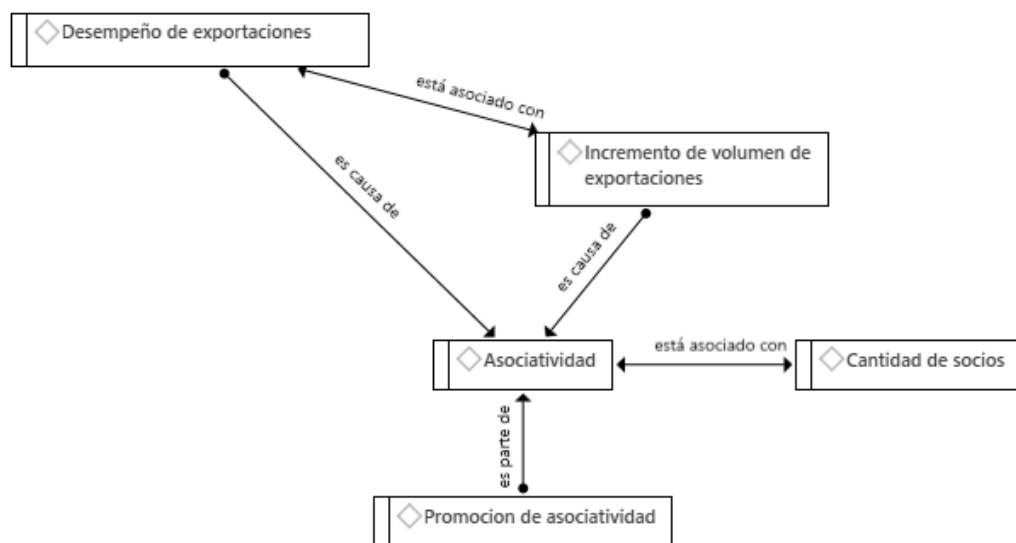 Desempeño de exportaciones
está asociado con
Incremento de volumen de
exportaciones
es causa de
es causa de
Asociatividad
está asociado con
Cantidad de socios
es parte de
Promocion de asociatividad